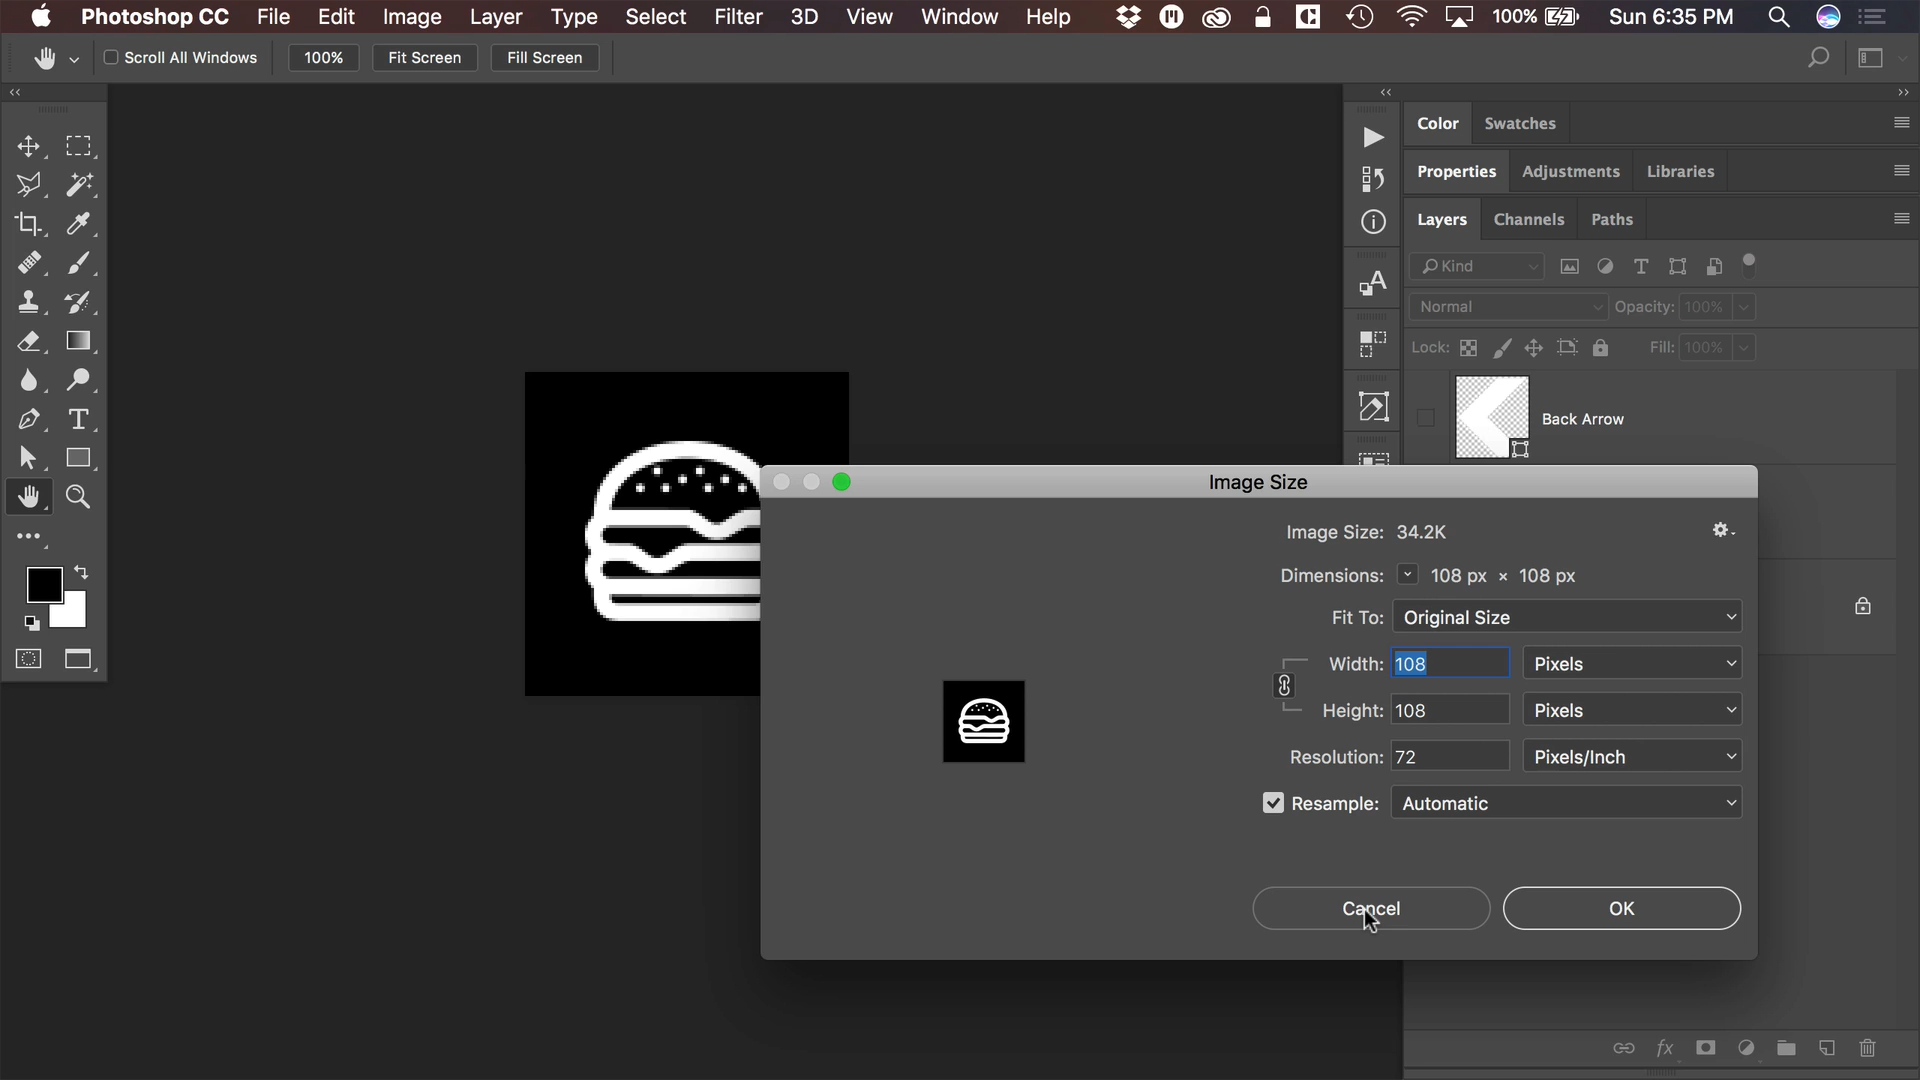 Photoshop CC File Edit Image Layer Type Select Filter 3D View Window Help 100% Sun 6:35 PM
Scroll All Windows 100% Fit Screen Fill Screen
Color Swatches
Properties Adjustments Libraries
Layers Channels Paths
Kind
Normal Opacity: 100%
Lock: Fill: 100%
Back Arrow
Image Size
Image Size: 34.2K
Dimensions: 108 px × 108 px
Fit To: Original Size
Width: 108 Pixels
Height: 108 Pixels
Resolution: 72 Pixels/Inch
Resample: Automatic
Cancel OK